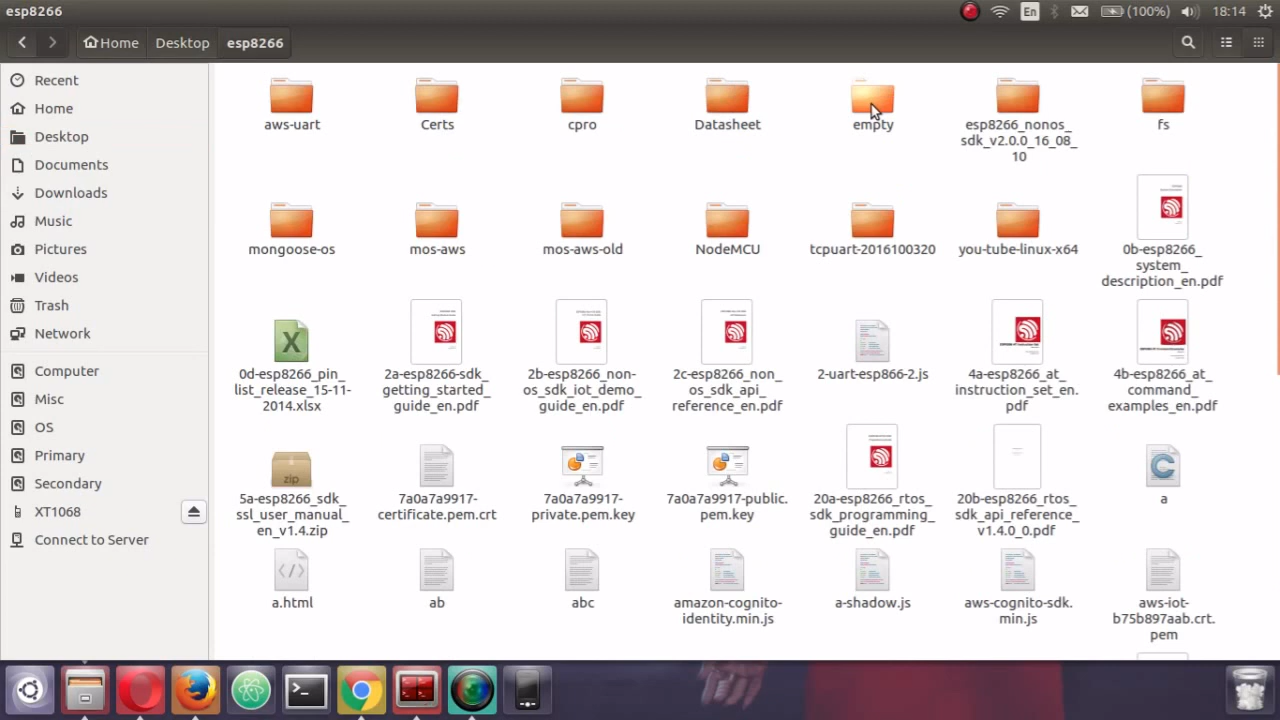 esp8266
En
(100%)
18:14
Home
Desktop
esp8266
Recent
Home
Desktop
Documents
Downloads
Music
Pictures
Videos
Trash
Network
Computer
Misc
OS
Primary
Secondary
XT1068
Connect to Server
aws-uart
Certs
cpro
Datasheet
empty
esp8266_nonos_
sdk_v2.0.0_16_08_
10
fs
mongoose-os
mos-aws
mos-aws-old
NodeMCU
tcpuart-2016100320
you-tube-linux-x64
0b-esp8266_
system_
description_en.pdf
X
0d-esp8266_pin_
list_release_15-11-
2014.xlsx
2a-esp8266-sdk_
getting_started_
guide_en.pdf
2b-esp8266_non-
os_sdk_iot_demo_
guide_en.pdf
2c-esp8266_non_
os_sdk_api_
reference_en.pdf
2-uart-esp866-2.js
4a-esp8266_at_
instruction_set_en.
pdf
4b-esp8266_at_
command_
examples_en.pdf
zip
5a-esp8266_sdk_
ssl_user_manual_
en_v1.4.zip
7a0a7a9917-
certificate.pem.crt
7a0a7a9917-
private.pem.key
7a0a7a9917-public.
pem.key
20a-esp8266_rtos_
sdk_programming_
guide_en.pdf
20b-esp8266_rtos_
sdk_api_reference_
v1.4.0_0.pdf
C
a
</>
a.html
ab
abc
amazon-cognito-
identity.min.js
a-shadow.js
aws-cognito-sdk.
min.js
aws-iot-
b75b897aab.crt.
pem